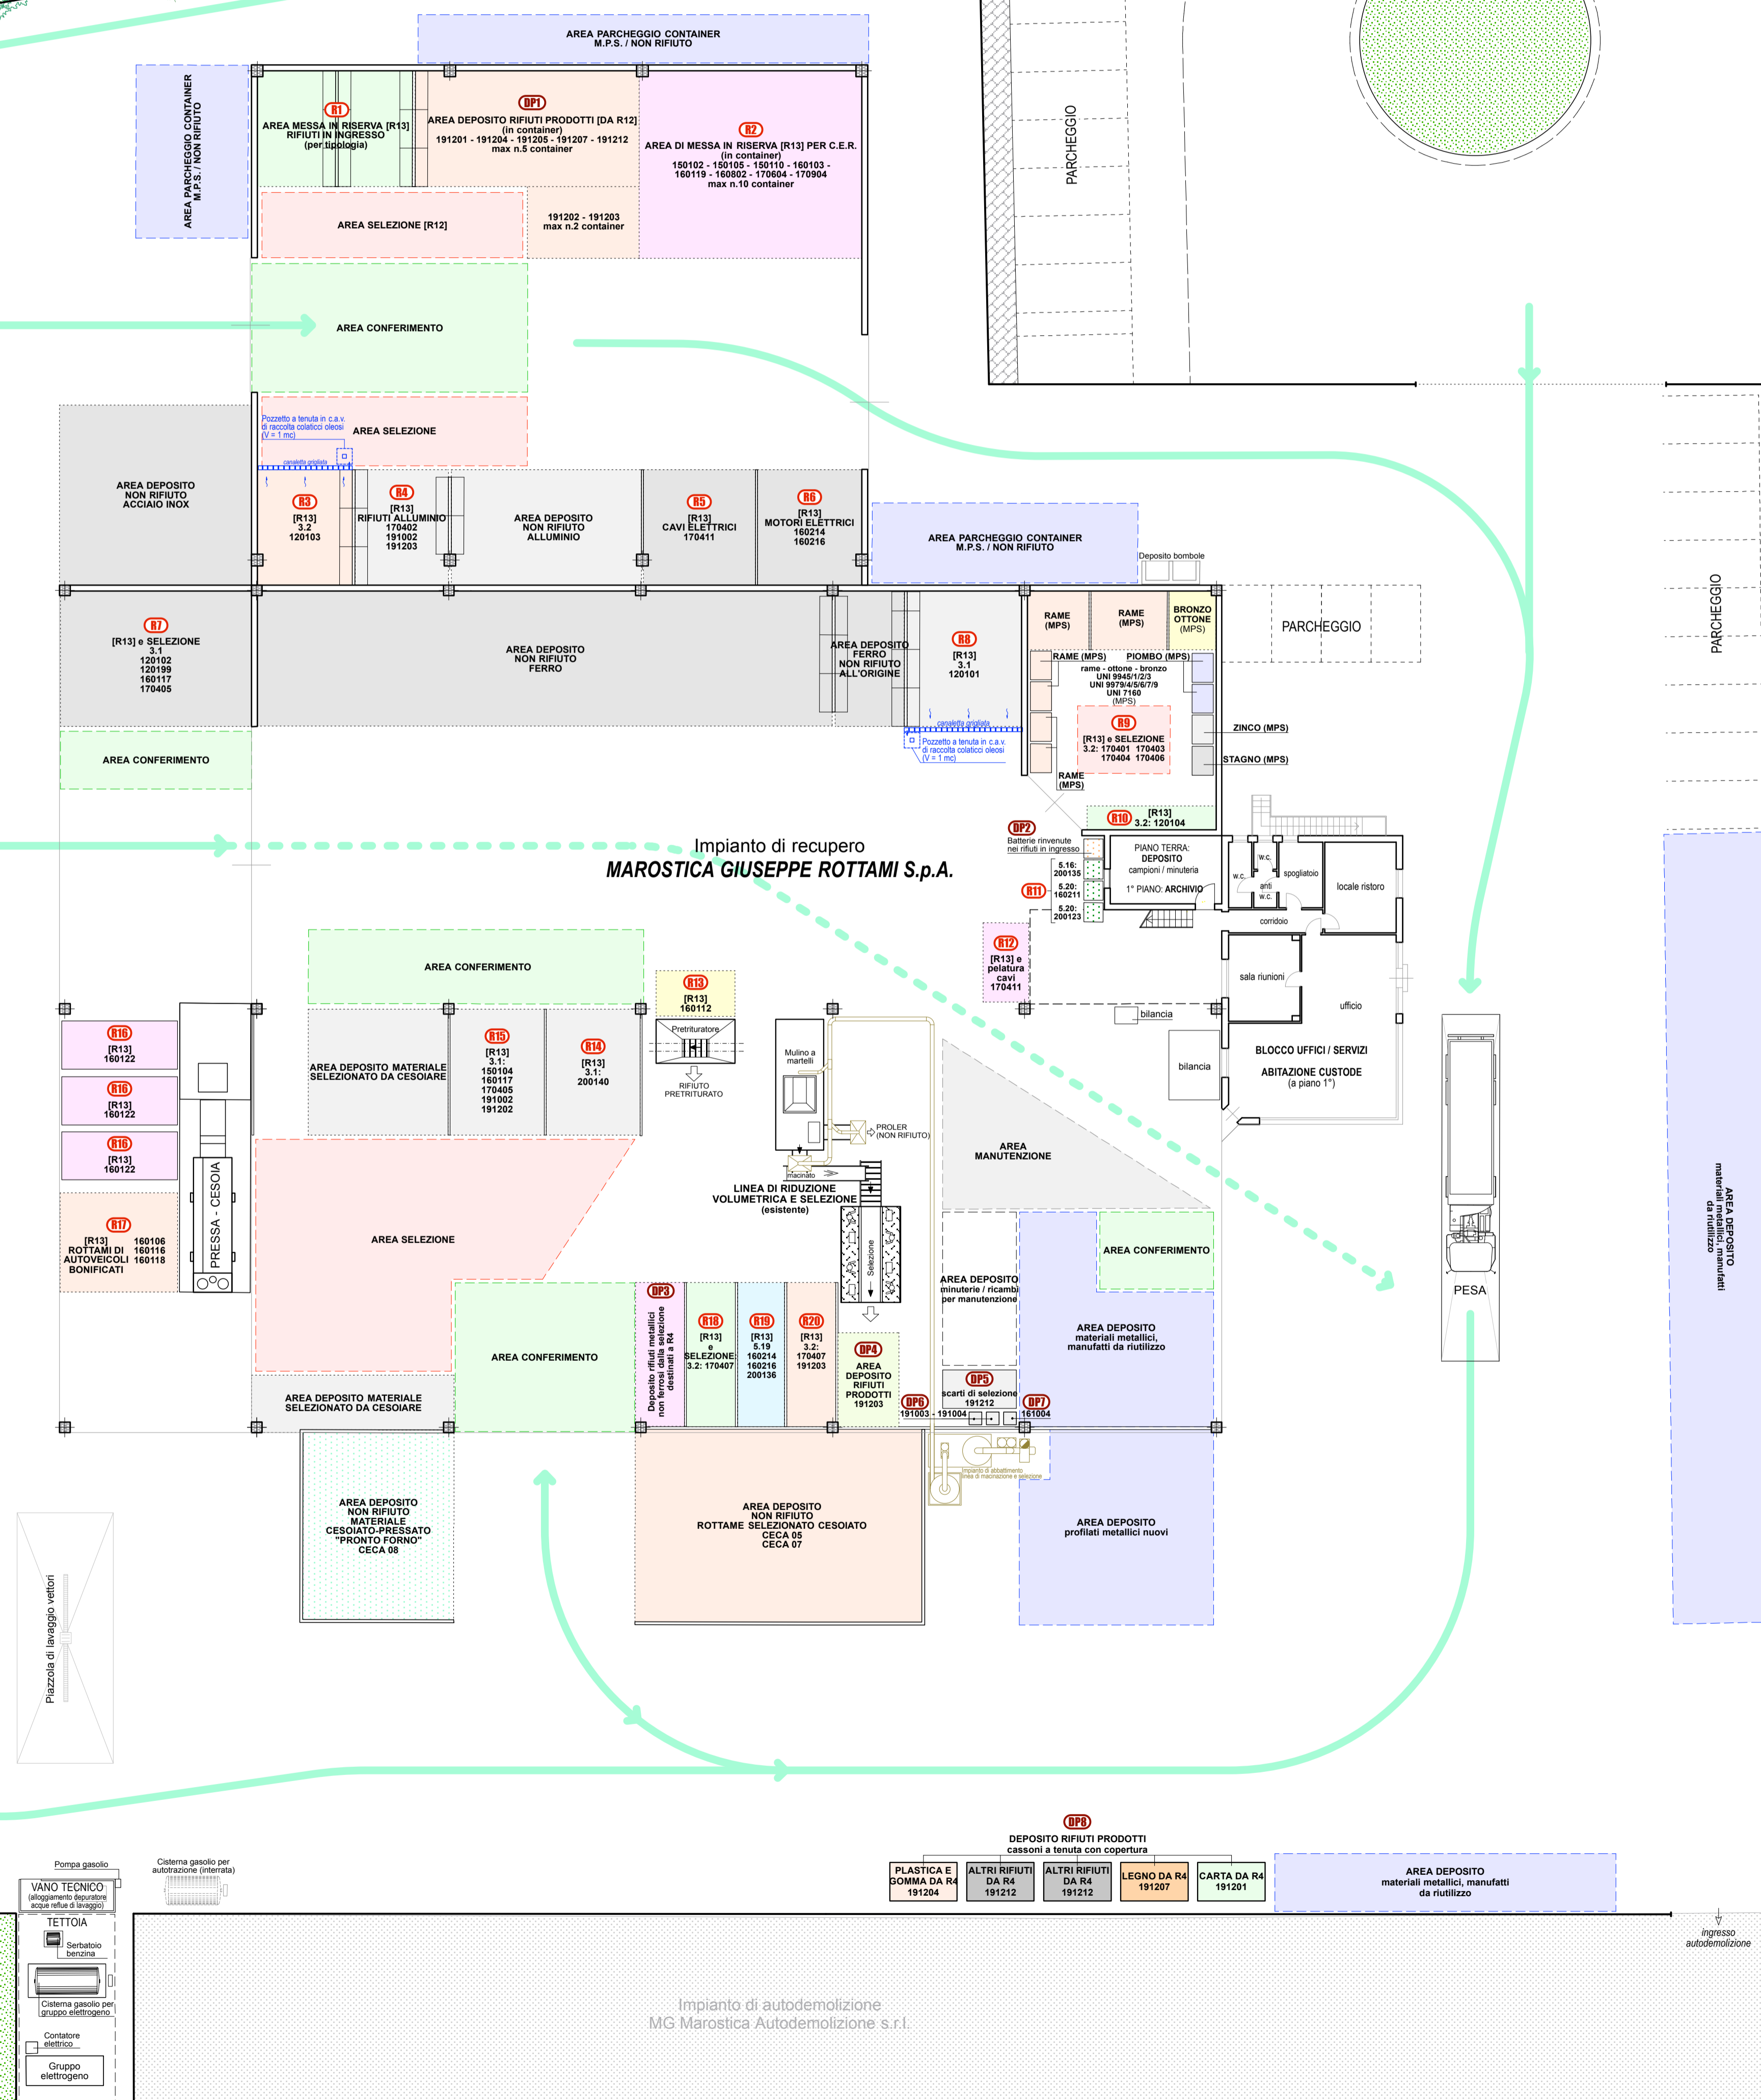 AREA PARCHEGGIO CONTAINER
M.P.S. / NON RIFIUTO
AREA PARCHEGGIO CONTAINER
M.P.S. / NON RIFIUTO
R1
AREA MESSA IN RISERVA [R13]
RIFIUTI IN INGRESSO
(per tipologia)
DP1
AREA DEPOSITO RIFIUTI PRODOTTI [DA R12]
(in container)
191201 - 191204 - 191205 - 191207 - 191212
max n.5 container
R2
AREA DI MESSA IN RISERVA [R13] PER C.E.R.
(in container)
150102 - 150105 - 150110 - 160103 -
160119 - 160802 - 170604 - 170904
max n.10 container
PARCHEGGIO
AREA SELEZIONE [R12]
191202 - 191203
max n.2 container
AREA CONFERIMENTO
Pozzetto a tenuta in c.a.v.
di raccolta colaticci oleosi
(V = 1 mc)
AREA SELEZIONE
canaletta grigliata
AREA DEPOSITO
NON RIFIUTO
ACCIAIO INOX
R3
[R13]
3.2
120103
R4
[R13]
RIFIUTI ALLUMINIO
170402
191002
191203
AREA DEPOSITO
NON RIFIUTO
ALLUMINIO
R5
[R13]
CAVI ELETTRICI
170411
R6
[R13]
MOTORI ELETTRICI
160214
160216
AREA PARCHEGGIO CONTAINER
M.P.S. / NON RIFIUTO
Deposito bombole
PARCHEGGIO
PARCHEGGIO
R7
[R13] e SELEZIONE
3.1
120102
120199
160117
170405
AREA DEPOSITO
NON RIFIUTO
FERRO
AREA DEPOSITO
FERRO
NON RIFIUTO
ALL'ORIGINE
R8
[R13]
3.1
120101
canaletta grigliata
Pozzetto a tenuta in c.a.v.
di raccolta colaticci oleosi
(V = 1 mc)
RAME
(MPS)
RAME
(MPS)
BRONZO
OTTONE
(MPS)
RAME (MPS)
PIOMBO (MPS)
rame - ottone - bronzo
UNI 9945/1/2/3
UNI 9979/4/5/6/7/9
UNI 7160
(MPS)
R9
[R13] e SELEZIONE
3.2: 170401 170403
170404 170406
ZINCO (MPS)
STAGNO (MPS)
RAME
(MPS)
R10
[R13]
3.2: 120104
AREA CONFERIMENTO
Impianto di recupero
MAROSTICA GIUSEPPE ROTTAMI S.p.A.
DP2
Batterie rinvenute
nei rifiuti in ingresso
R11
5.16:
200135
5.20:
160211
5.20:
200123
PIANO TERRA:
DEPOSITO
campioni / minuteria
1° PIANO: ARCHIVIO
w.c.
w.c.
anti
w.c.
spogliatoio
locale ristoro
corridoio
sala riunioni
ufficio
R12
[R13] e
pelatura
cavi
170411
bilancia
bilancia
BLOCCO UFFICI / SERVIZI
ABITAZIONE CUSTODE
(a piano 1°)
AREA CONFERIMENTO
R13
[R13]
160112
Pretrituratore
RIFIUTO
PRETRITURATO
AREA DEPOSITO MATERIALE
SELEZIONATO DA CESOIARE
R15
[R13]
3.1:
150104
160117
170405
191002
191202
R14
[R13]
3.1:
200140
R16
[R13]
160122
R16
[R13]
160122
R16
[R13]
160122
R17
[R13]
ROTTAMI DI
AUTOVEICOLI
BONIFICATI
160106
160116
160118
PRESSA - CESOIA
AREA SELEZIONE
Mulino a
martelli
PROLER
(NON RIFIUTO)
macinato
LINEA DI RIDUZIONE
VOLUMETRICA E SELEZIONE
(esistente)
Selezione
AREA
MANUTENZIONE
AREA DEPOSITO
minuterie / ricambi
per manutenzione
AREA CONFERIMENTO
AREA DEPOSITO
materiali metallici,
manufatti da riutilizzo
PESA
AREA DEPOSITO
materiali metallici, manufatti
da riutilizzo
AREA CONFERIMENTO
DP3
Deposito rifiuti metallici
non ferrosi dalla selezione
destinati a R4
R18
[R13]
e
SELEZIONE:
3.2: 170407
R19
[R13]
5.19
160214
160216
200136
R20
[R13]
3.2:
170407
191203
DP4
AREA
DEPOSITO
RIFIUTI
PRODOTTI
191203
DP5
scarti di selezione
191212
DP6
191003 - 191004
DP7
161004
AREA DEPOSITO MATERIALE
SELEZIONATO DA CESOIARE
Impianto di abbattimento
linea di macinazione e selezione
AREA DEPOSITO
NON RIFIUTO
MATERIALE
CESOIATO-PRESSATO
"PRONTO FORNO"
CECA 08
AREA DEPOSITO
NON RIFIUTO
ROTTAME SELEZIONATO CESOIATO
CECA 05
CECA 07
AREA DEPOSITO
profilati metallici nuovi
Piazzola di lavaggio vettori
DP8
DEPOSITO RIFIUTI PRODOTTI
cassoni a tenuta con copertura
PLASTICA E
GOMMA DA R4
191204
ALTRI RIFIUTI
DA R4
191212
ALTRI RIFIUTI
DA R4
191212
LEGNO DA R4
191207
CARTA DA R4
191201
AREA DEPOSITO
materiali metallici, manufatti
da riutilizzo
Pompa gasolio
Cisterna gasolio per
autotrazione (interrata)
VANO TECNICO
(alloggiamento depuratore
acque reflue di lavaggio)
TETTOIA
Serbatoio
benzina
Cisterna gasolio per
gruppo elettrogeno
Contatore
elettrico
Gruppo
elettrogeno
ingresso
autodemolizione
Impianto di autodemolizione
MG Marostica Autodemolizione s.r.l.